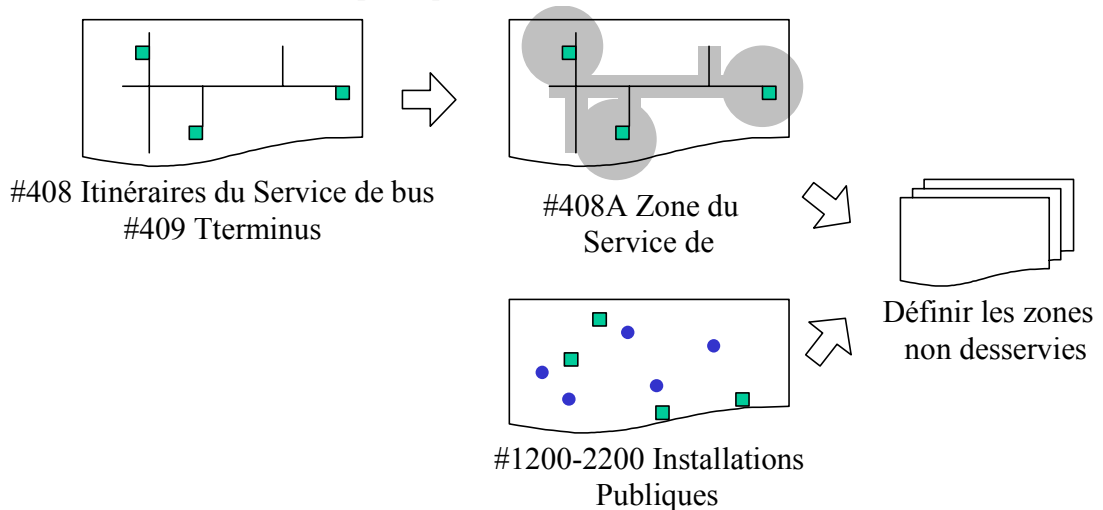 #408 Itinéraires du Service de bus
#409 Tterminus
#408A Zone du
Service de
#1200-2200 Installations
Publiques
Définir les zones
non desservies